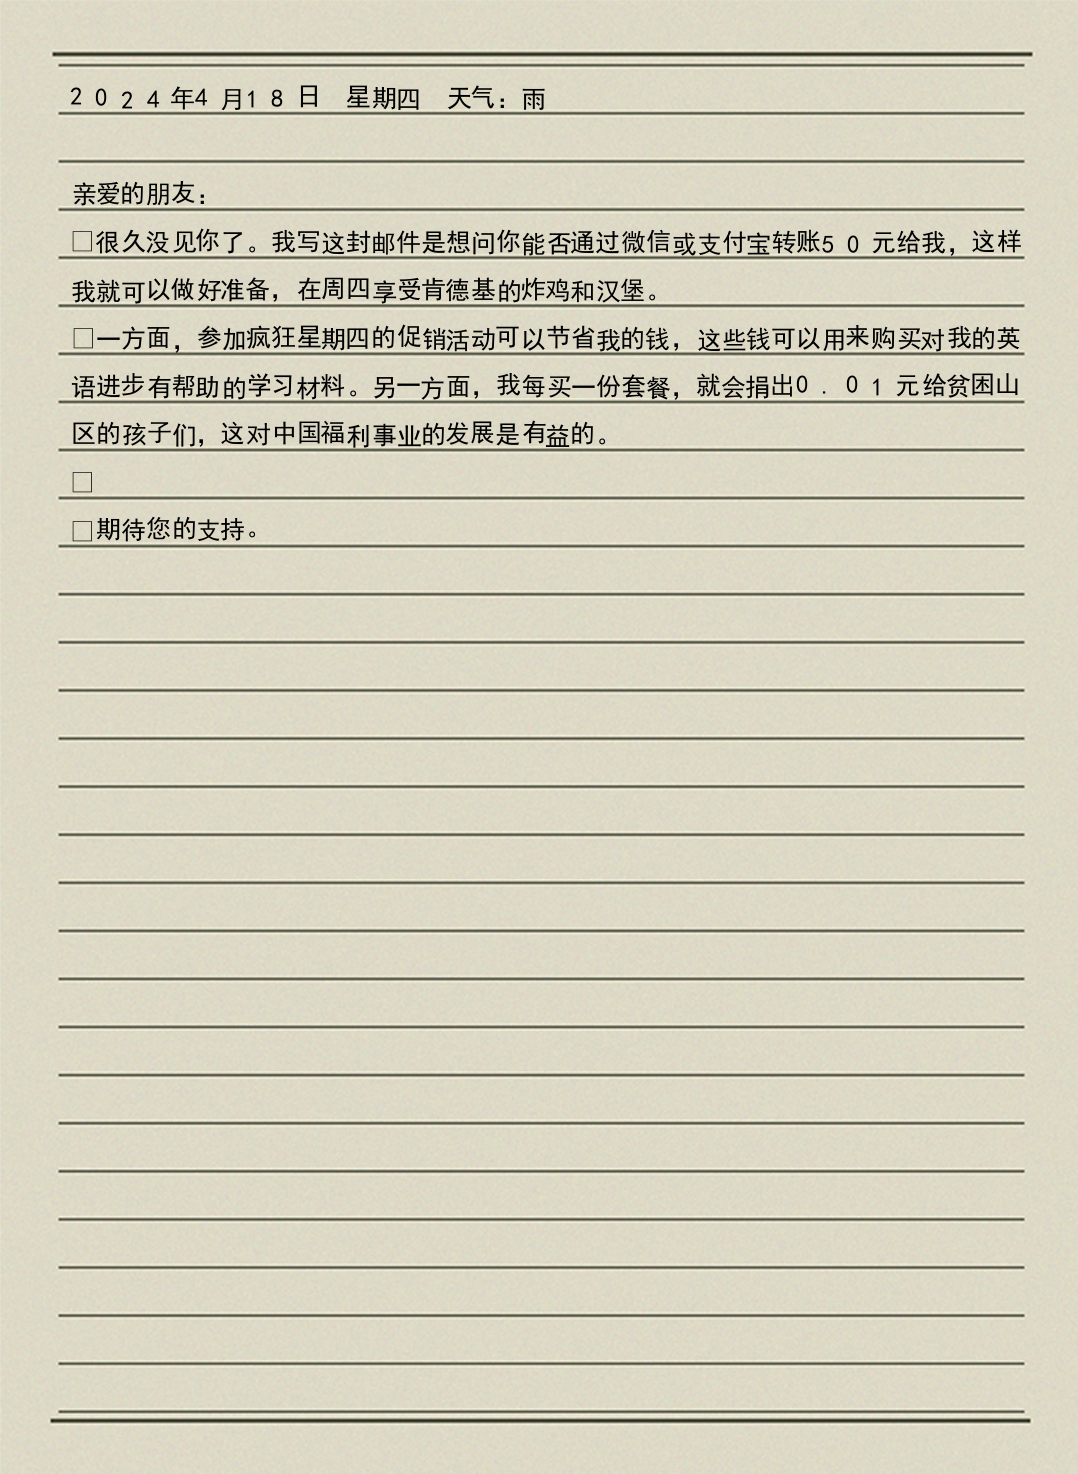 2024年4月18日　星期四　天气：雨
亲爱的朋友：
□很久没见你了。我写这封邮件是想问你能否通过微信或支付宝转账50元给我，这样
我就可以做好准备，在周四享受肯德基的炸鸡和汉堡。
□一方面，参加疯狂星期四的促销活动可以节省我的钱，这些钱可以用来购买对我的英
语进步有帮助的学习材料。另一方面，我每买一份套餐，就会捐出0.01元给贫困山
区的孩子们，这对中国福利事业的发展是有益的。
□
□期待您的支持。